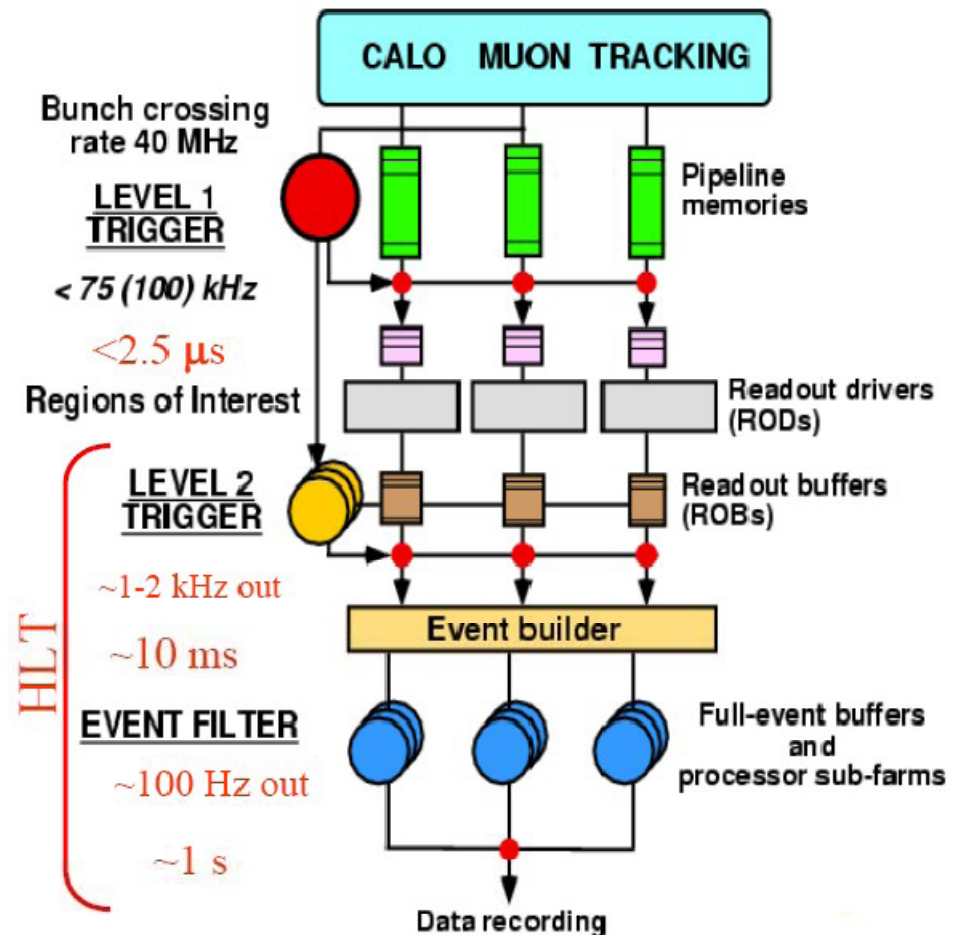 CALO MUON TRACKING
Bunch crossing
rate 40 MHz
LEVEL 1
TRIGGER
< 75 (100) kHz
<2.5 μs
Regions of Interest
Pipeline
memories
Readout drivers
(RODs)
HLT
LEVEL 2
TRIGGER
~1-2 kHz out
~10 ms
Readout buffers
(ROBs)
Event builder
EVENT FILTER
~100 Hz out
~1 s
Full-event buffers
and
processor sub-farms
Data recording